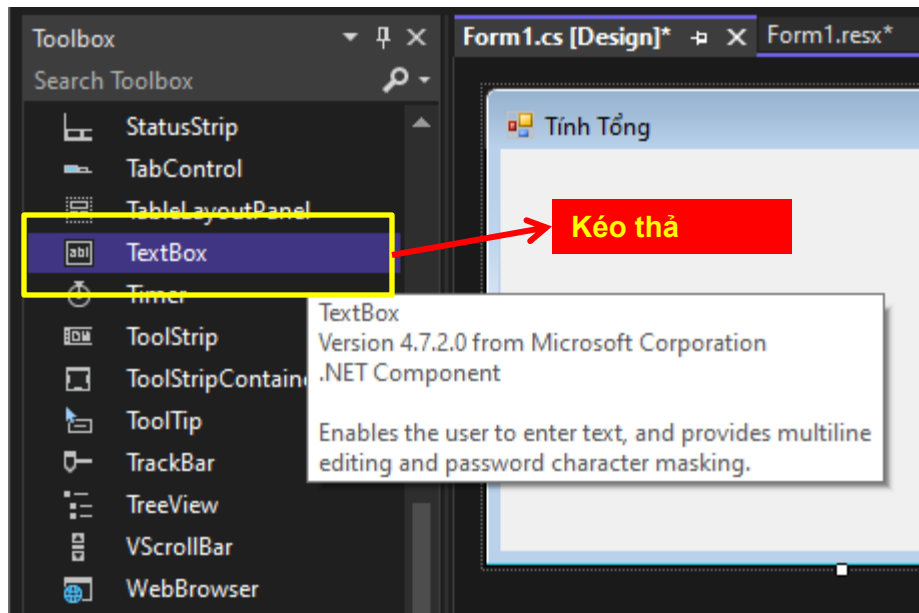 Toolbox
Search Toolbox
StatusStrip
TabControl
TableLayoutPanel
TextBox
Timer
ToolStrip
ToolStripContain
ToolTip
TrackBar
TreeView
VScrollBar
WebBrowser
Form1.cs [Design]*
Form1.resx*
Tính Tổng
Kéo thả
TextBox
Version 4.7.2.0 from Microsoft Corporation
.NET Component
Enables the user to enter text, and provides multiline
editing and password character masking.